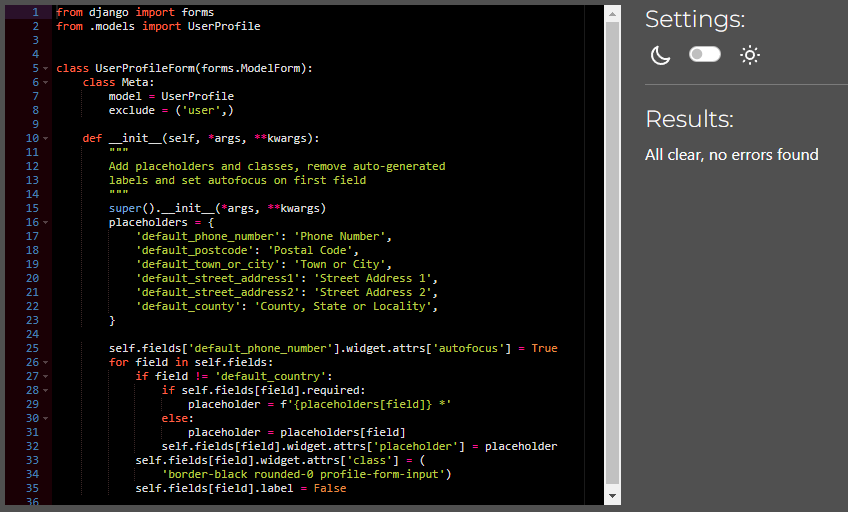 1 from django import forms
2 from .models import UserProfile
3
4
5 class UserProfileForm(forms.ModelForm):
6     class Meta:
7         model = UserProfile
8         exclude = ('user',)
9
10     def __init__(self, *args, **kwargs):
11         """
12         Add placeholders and classes, remove auto-generated
13         labels and set autofocus on first field
14         """
15         super().__init__(*args, **kwargs)
16         placeholders = {
17             'default_phone_number': 'Phone Number',
18             'default_postcode': 'Postal Code',
19             'default_town_or_city': 'Town or City',
20             'default_street_address1': 'Street Address 1',
21             'default_street_address2': 'Street Address 2',
22             'default_county': 'County, State or Locality',
23         }
24
25         self.fields['default_phone_number'].widget.attrs['autofocus'] = True
26         for field in self.fields:
27             if field != 'default_country':
28                 if self.fields[field].required:
29                     placeholder = f'{placeholders[field]} *'
30                 else:
31                     placeholder = placeholders[field]
32                 self.fields[field].widget.attrs['placeholder'] = placeholder
33             self.fields[field].widget.attrs['class'] = (
34                 'border-black rounded-0 profile-form-input')
35             self.fields[field].label = False
36
Settings:
Results:
All clear, no errors found